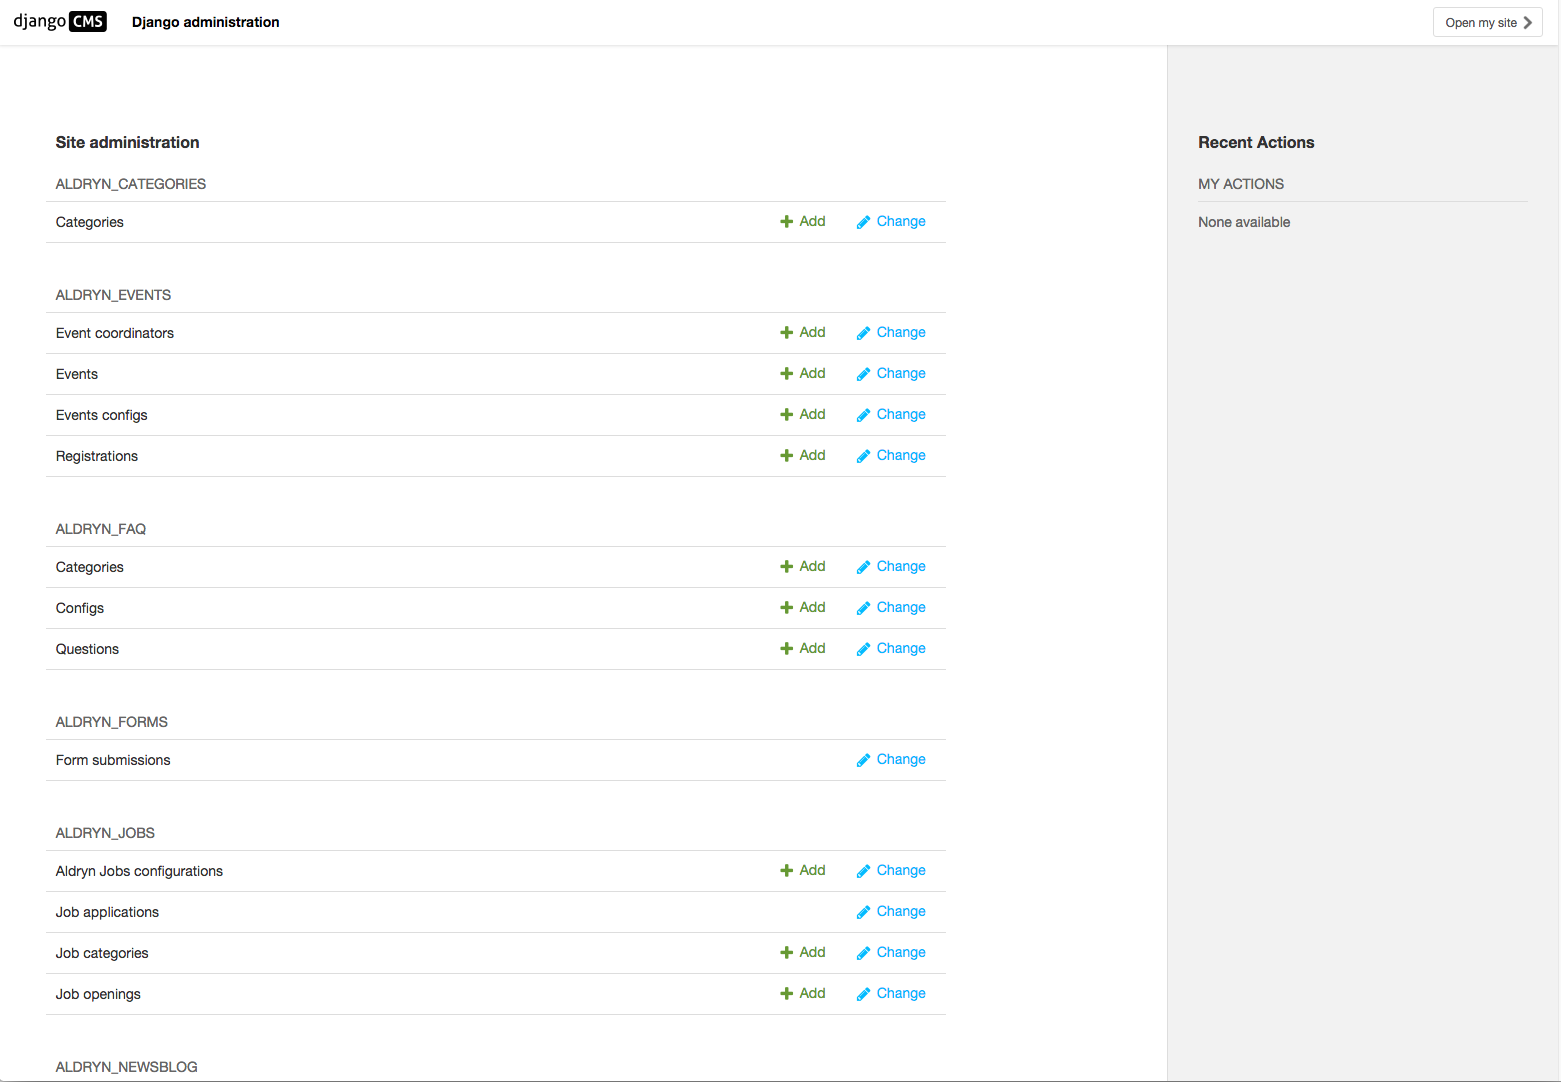 django CMS Django administration Open my site
Site administration
ALDRYN_CATEGORIES
Categories Add Change
ALDRYN_EVENTS
Event coordinators Add Change
Events Add Change
Events configs Add Change
Registrations Add Change
ALDRYN_FAQ
Categories Add Change
Configs Add Change
Questions Add Change
ALDRYN_FORMS
Form submissions Change
ALDRYN_JOBS
Aldryn Jobs configurations Add Change
Job applications Change
Job categories Add Change
Job openings Add Change
ALDRYN_NEWSBLOG
Recent Actions
MY ACTIONS
None available